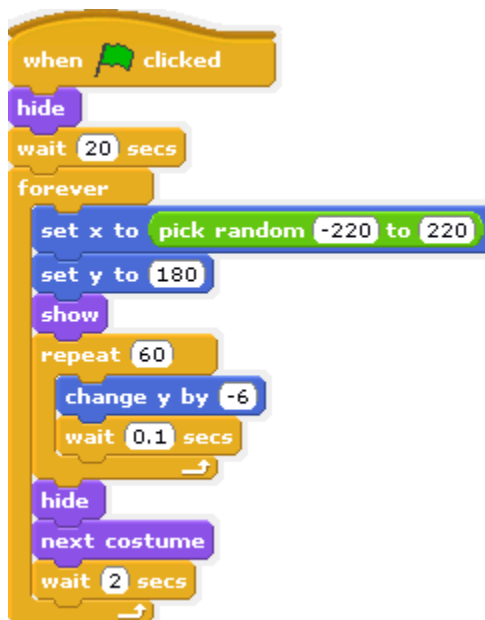 when clicked
hide
wait 20 secs
forever
set x to pick random -220 to 220
set y to 180
show
repeat 60
change y by -6
wait 0.1 secs
hide
next costume
wait 2 secs